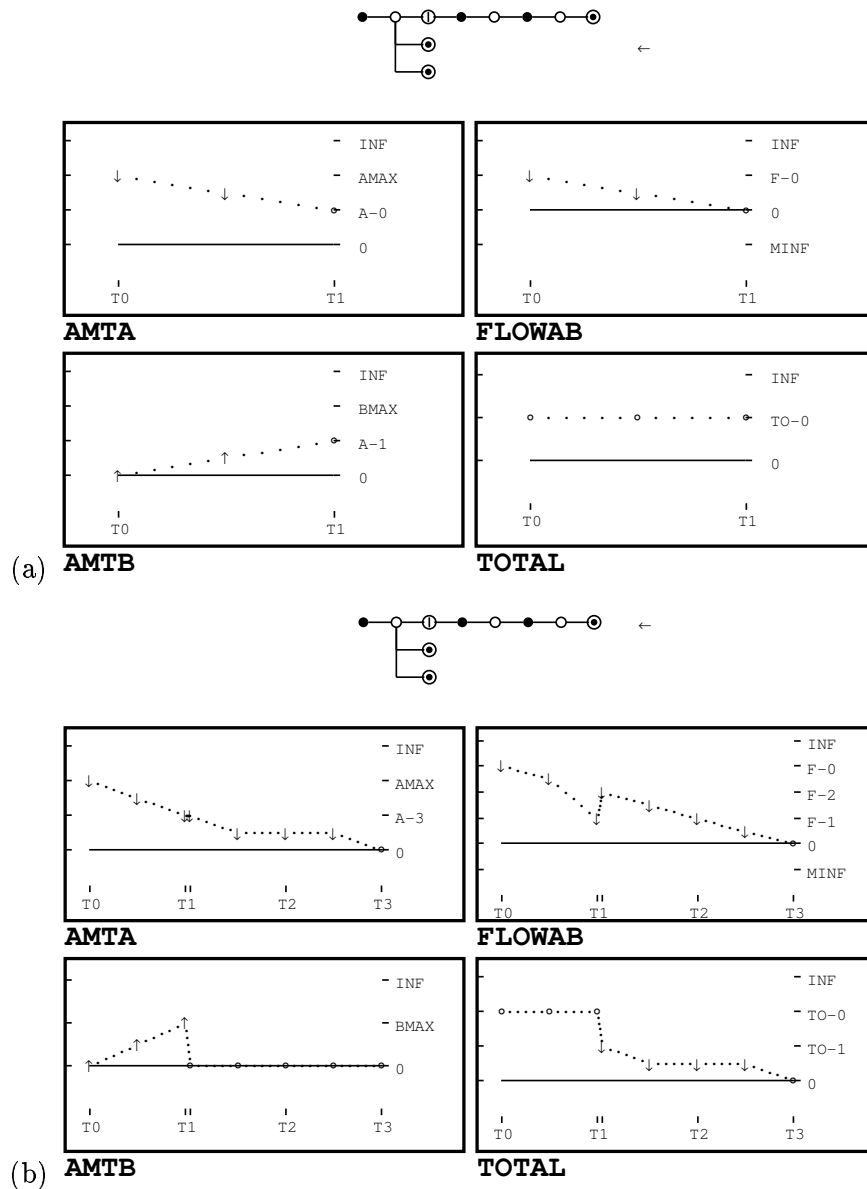 INF
AMAX
A-0
0
T0 T1
AMTA
INF
F-0
0
MINF
T0 T1
FLOWAB
INF
BMAX
A-1
0
T0 T1
(a) AMTB
INF
TO-0
0
T0 T1
TOTAL
INF
AMAX
A-3
0
T0 T1 T2 T3
AMTA
INF
F-0
F-2
F-1
0
MINF
T0 T1 T2 T3
FLOWAB
INF
BMAX
0
T0 T1 T2 T3
(b) AMTB
INF
TO-0
TO-1
0
T0 T1 T2 T3
TOTAL